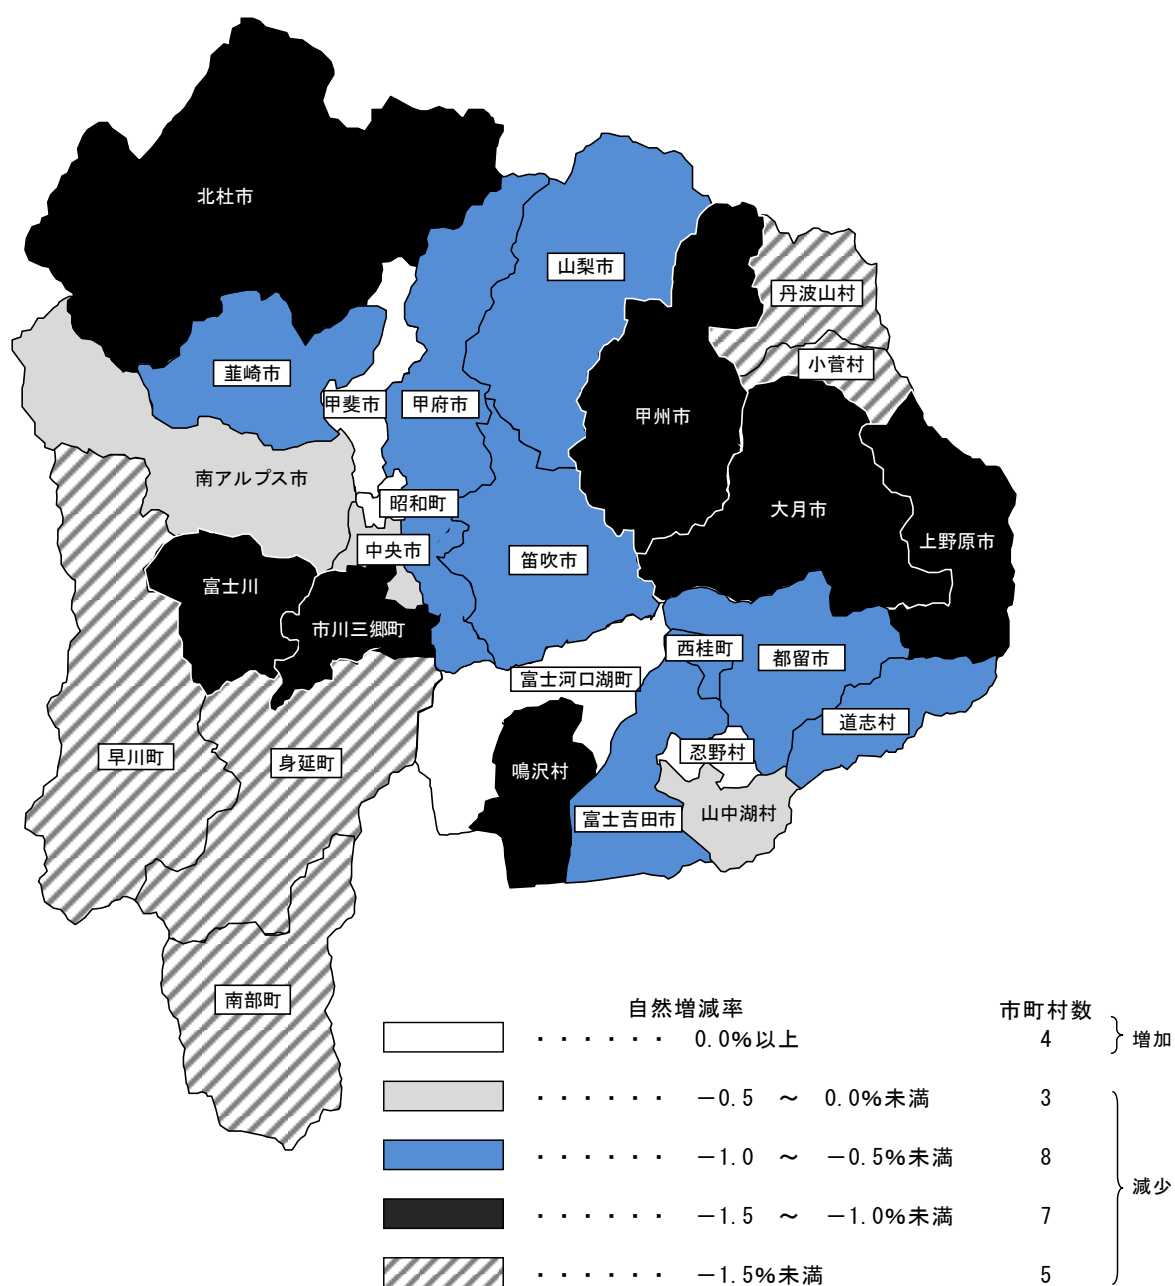 北杜市
山梨市
丹波山村
小菅村
韮崎市
甲斐市
甲府市
甲州市
南アルプス市
昭和町
大月市
中央市
上野原市
笛吹市
富士川
市川三郷町
西桂町
都留市
富士河口湖町
道志村
早川町
身延町
忍野村
鳴沢村
山中湖村
富士吉田市
南部町
自然増減率 市町村数
・・・・・・ 0.0%以上 4 増加
・・・・・・ －0.5 ～ 0.0%未満 3
・・・・・・ －1.0 ～ －0.5%未満 8
減少
・・・・・・ －1.5 ～ －1.0%未満 7
・・・・・・ －1.5%未満 5